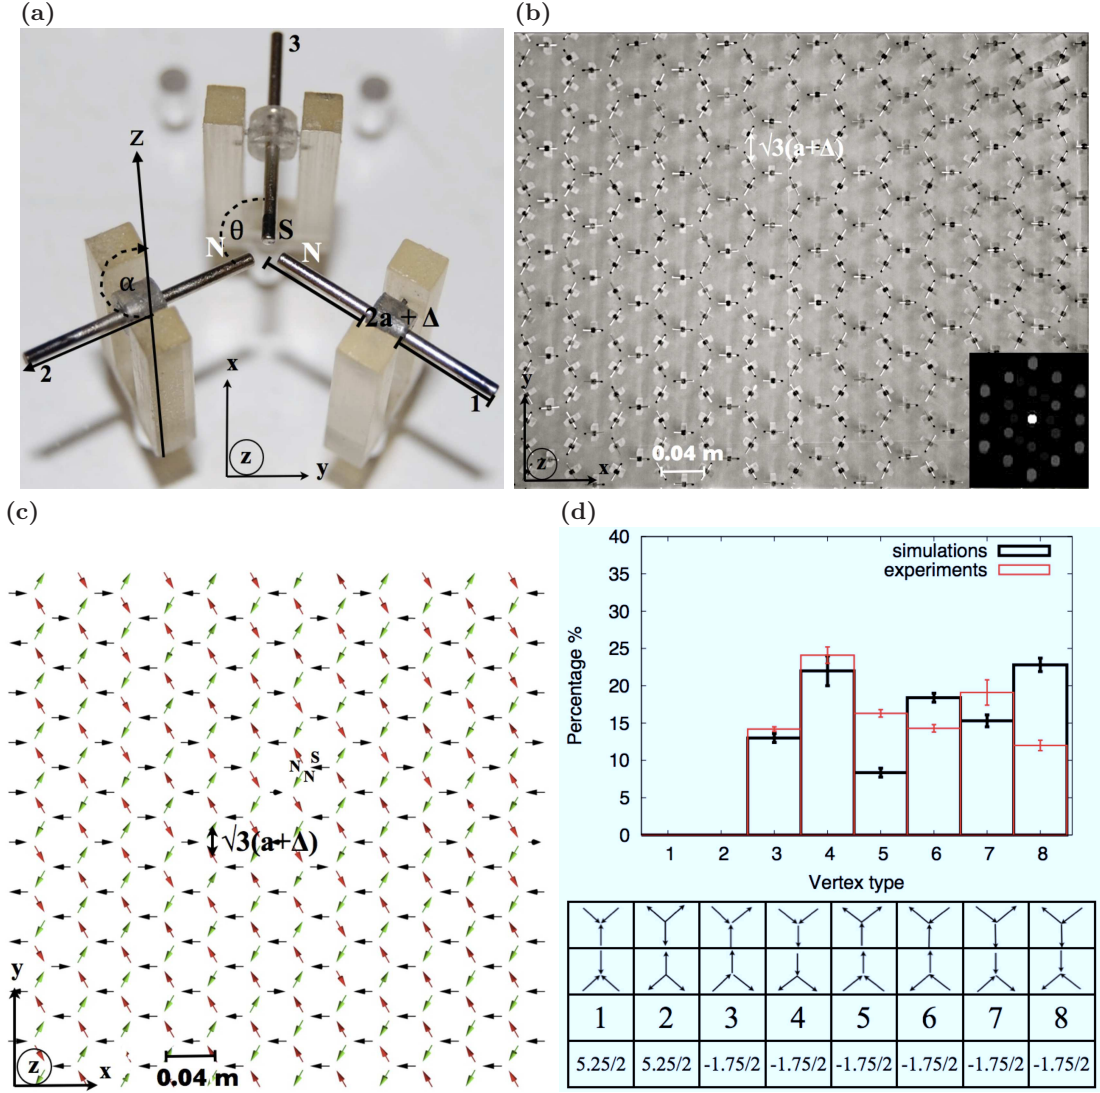 (a)
3
Z
θ
S
N
N
α
2a + Δ
2
1
x
z
y
(b)
√3(a+Δ)
y
0.04 m
z
x
(c)
N
S
N
√3(a+Δ)
y
z
x
0.04 m
(d)
40
35
30
25
20
15
10
5
0
Percentage %
simulations
experiments
1 2 3 4 5 6 7 8
Vertex type
1 2 3 4 5 6 7 8
5.25/2 5.25/2 -1.75/2 -1.75/2 -1.75/2 -1.75/2 -1.75/2 -1.75/2